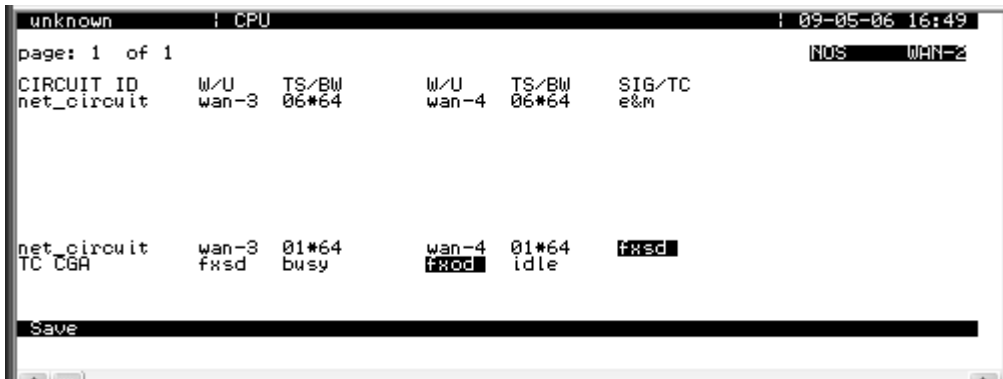 unknown | CPU | 09-05-06 16:49
page: 1 of 1 NOS WAN-2
CIRCUIT ID W/U TS/BW W/U TS/BW SIG/TC
net_circuit wan-3 06*64 wan-4 06*64 e&m
net_circuit wan-3 01*64 wan-4 01*64 fxsd
TC CGA fxsd busy fxod idle
Save